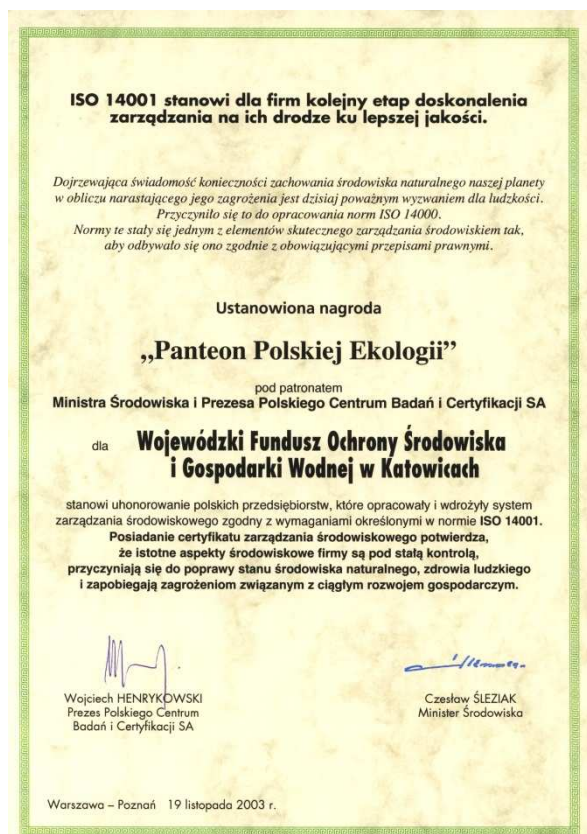 ISO 14001 stanowi dla firm kolejny etap doskonalenia
zarządzania na ich drodze ku lepszej jakości.
Dojrzewająca świadomość konieczności zachowania środowiska naturalnego naszej planety
w obliczu narastającego jego zagrożenia jest dzisiaj poważnym wyzwaniem dla ludzkości.
Przyczyniło się to do opracowania norm ISO 14000.
Normy te stały się jednym z elementów skutecznego zarządzania środowiskiem tak,
aby odbywało się ono zgodnie z obowiązującymi przepisami prawnymi.
Ustanowiona nagroda
„Panteon Polskiej Ekologii”
pod patronatem
Ministra Środowiska i Prezesa Polskiego Centrum Badań i Certyfikacji SA
dla Wojewódzki Fundusz Ochrony Środowiska
i Gospodarki Wodnej w Katowicach
stanowi uhonorowanie polskich przedsiębiorstw, które opracowały i wdrożyły system
zarządzania środowiskowego zgodny z wymaganiami określonymi w normie ISO 14001.
Posiadanie certyfikatu zarządzania środowiskowego potwierdza,
że istotne aspekty środowiskowe firmy są pod stałą kontrolą,
przyczyniają się do poprawy stanu środowiska naturalnego, zdrowia ludzkiego
i zapobiegają zagrożeniom związanym z ciągłym rozwojem gospodarczym.
Wojciech HENRYKOWSKI
Prezes Polskiego Centrum
Badań i Certyfikacji SA
Czesław ŚLEZIAK
Minister Środowiska
Warszawa – Poznań 19 listopada 2003 r.